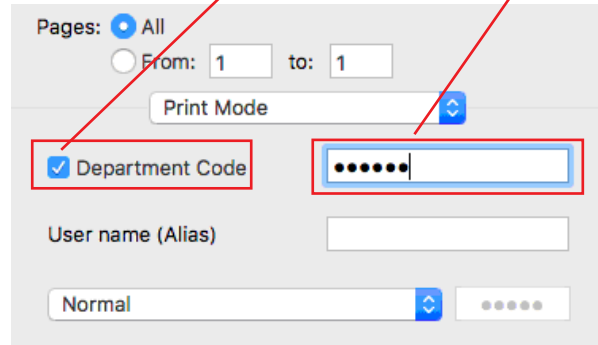 Pages: All
From: 1 to: 1
Print Mode
Department Code ••••••
User name (Alias)
Normal •••••